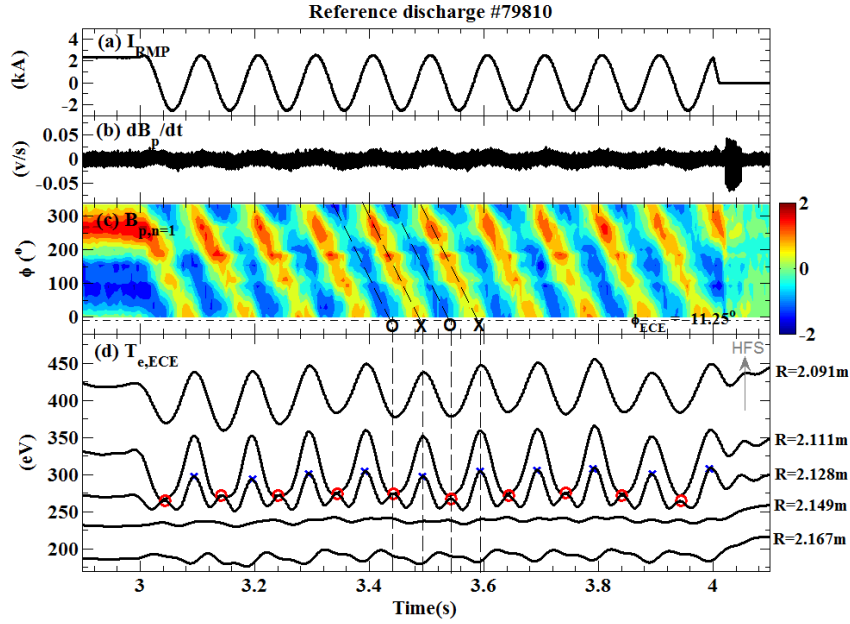 Reference discharge #79810
(a) I_RMP
4
2
0
2
(kA)
(b) dB_p/dt
0.05
0
-0.05
(v/s)
(c) B_p,n=1
300
200
100
0
ϕ (°)
2
0
-2
O X O X
ϕ_ECE = −11.25°
(d) T_e,ECE
HFS
450
400
350
300
250
200
(eV)
R=2.091m
R=2.111m
R=2.128m
R=2.149m
R=2.167m
3 3.2 3.4 3.6 3.8 4
Time(s)